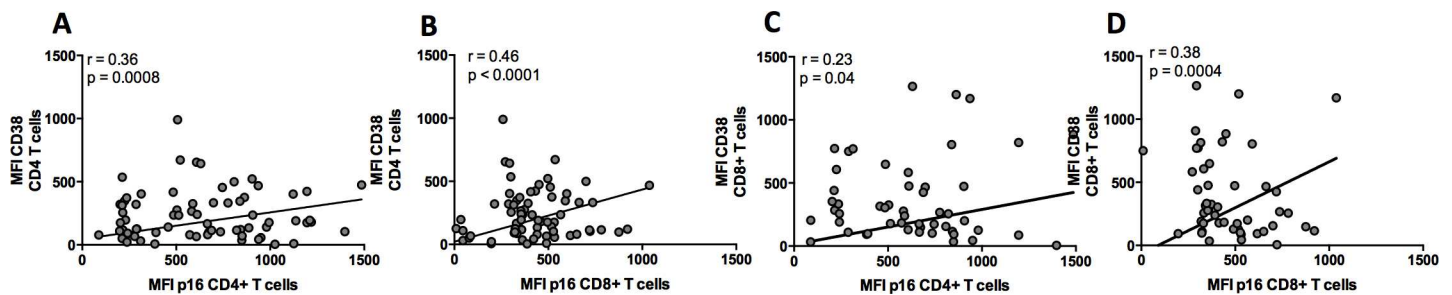 A
r = 0.36
p = 0.0008
MFI CD38
CD4 T cells
1500
1000
500
0
0
500
1000
1500
MFI p16 CD4+ T cells
B
r = 0.46
p < 0.0001
MFI CD38
CD4 T cells
1500
1000
500
0
0
500
1000
1500
MFI p16 CD8+ T cells
C
r = 0.23
p = 0.04
MFI CD38
CD8+ T cells
1500
1000
500
0
0
500
1000
1500
MFI p16 CD4+ T cells
D
r = 0.38
p = 0.0004
MFI CD38
CD8+ T cells
1500
1000
500
0
0
500
1000
1500
MFI p16 CD8+ T cells